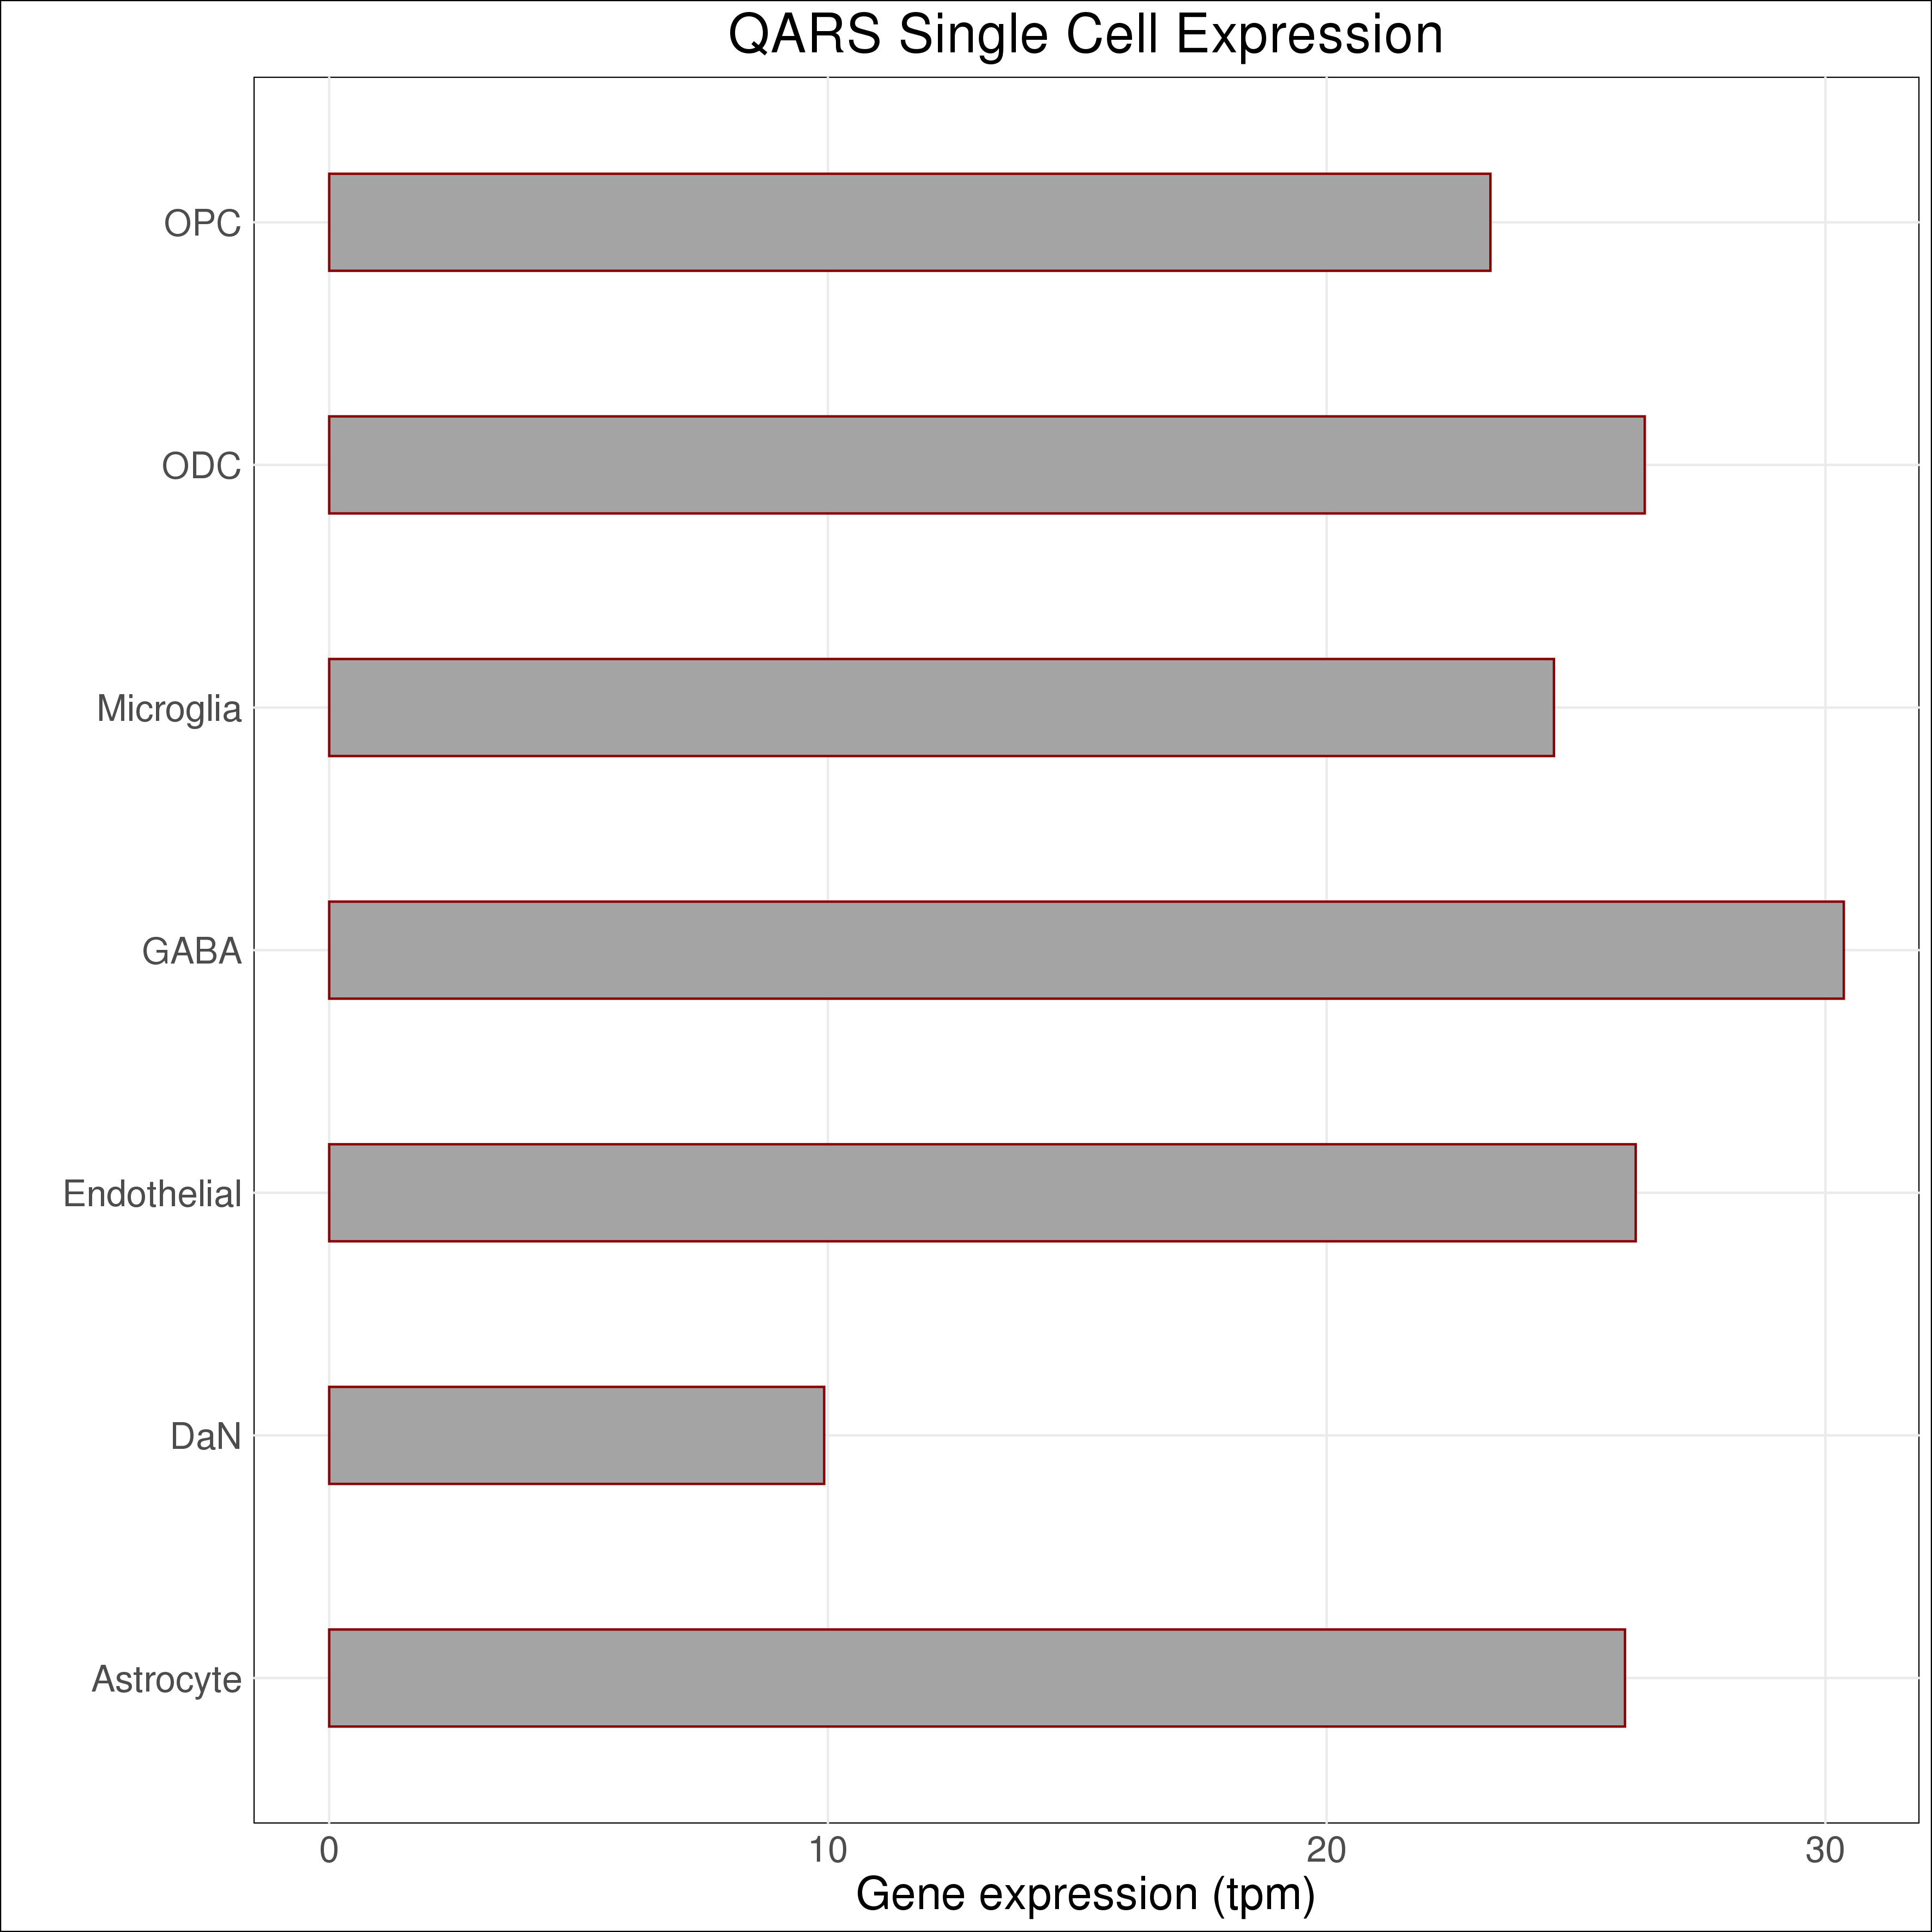 QARS Single Cell Expression
OPC
ODC
Microglia
GABA
Endothelial
DaN
Astrocyte
0 10 20 30
Gene expression (tpm)